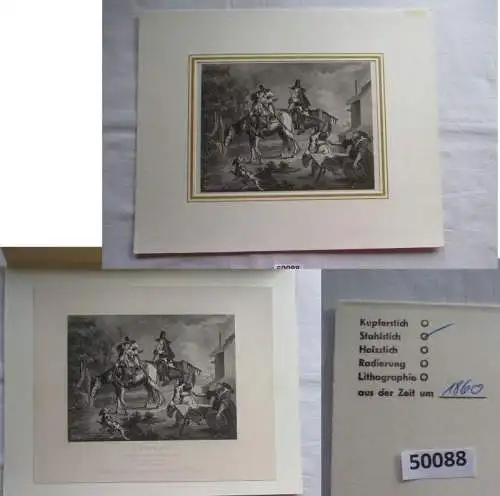 50088
Kupferstich
Stahlstich
Holzstich
Radierung
Lithographie
aus der Zeit um 1860
50088